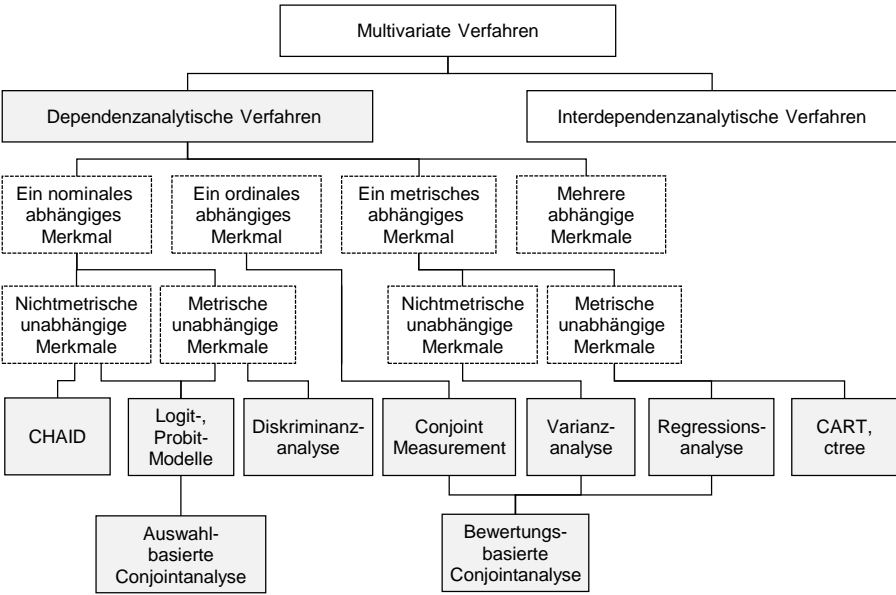 Multivariate Verfahren
Dependenzanalytische Verfahren
Interdependenzanalytische Verfahren
Ein nominales
abhängiges
Merkmal
Ein ordinales
abhängiges
Merkmal
Ein metrisches
abhängiges
Merkmal
Mehrere
abhängige
Merkmale
Nichtmetrische
unabhängige
Merkmale
Metrische
unabhängige
Merkmale
Nichtmetrische
unabhängige
Merkmale
Metrische
unabhängige
Merkmale
CHAID
Logit-,
Probit-
Modelle
Diskriminanz-
analyse
Conjoint
Measurement
Varianz-
analyse
Regressions-
analyse
CART,
ctree
Auswahl-
basierte
Conjointanalyse
Bewertungs-
basierte
Conjointanalyse